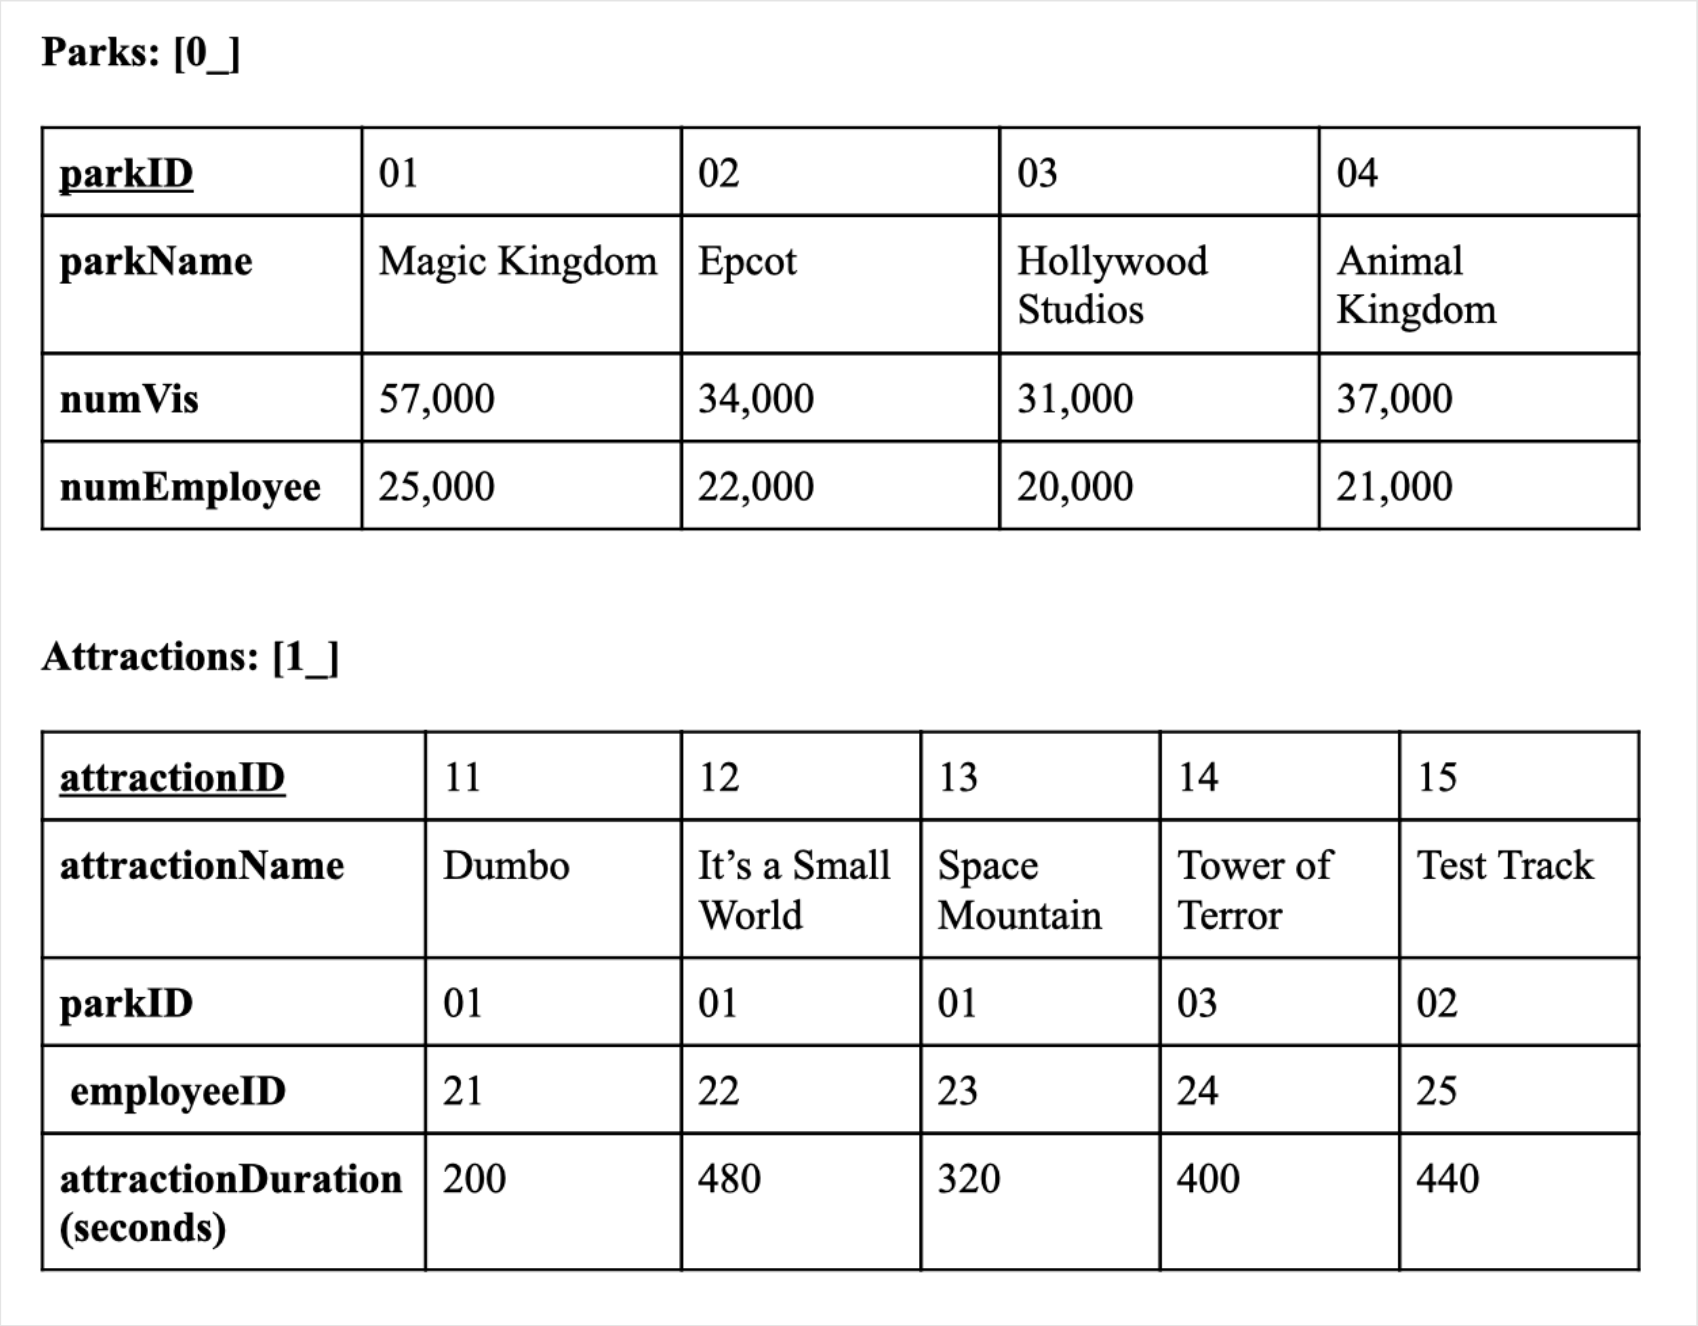 Parks: [0_]
parkID 01 02 03 04
parkName Magic Kingdom Epcot Hollywood Studios Animal Kingdom
numVis 57,000 34,000 31,000 37,000
numEmployee 25,000 22,000 20,000 21,000
Attractions: [1_]
attractionID 11 12 13 14 15
attractionName Dumbo It’s a Small World Space Mountain Tower of Terror Test Track
parkID 01 01 01 03 02
employeeID 21 22 23 24 25
attractionDuration (seconds) 200 480 320 400 440